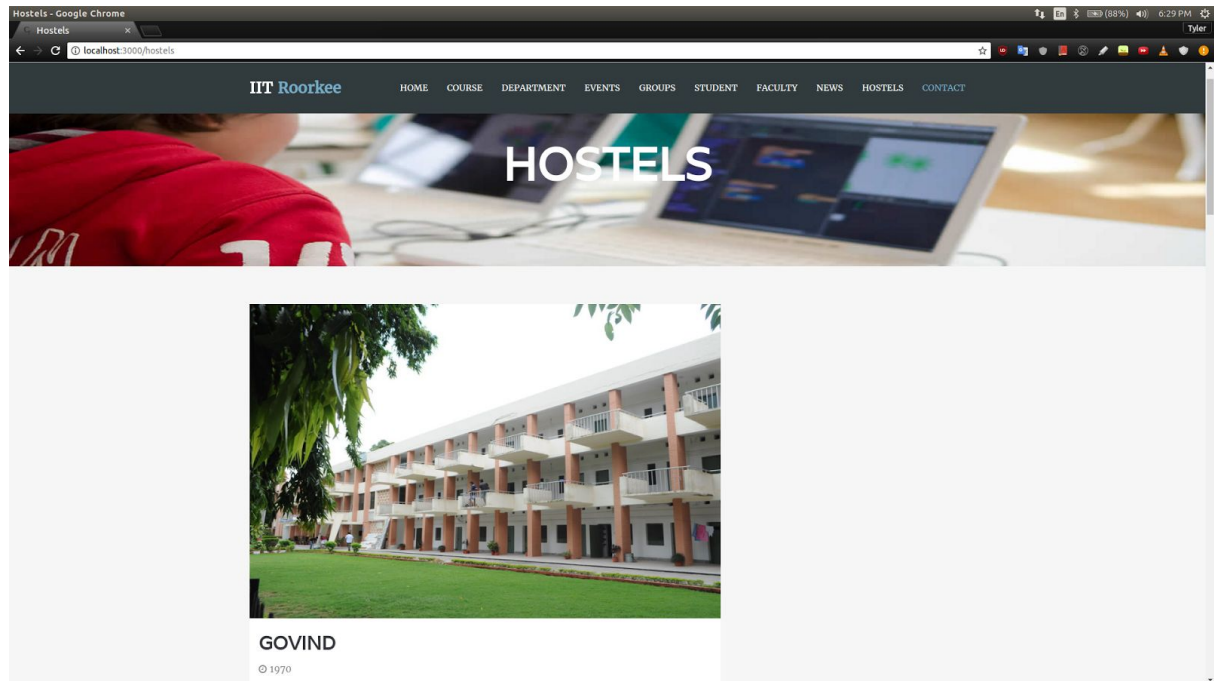 Hostels - Google Chrome
En (88%) 6:29 PM
Hostels ×
Tyler
localhost:3000/hostels
IIT Roorkee HOME COURSE DEPARTMENT EVENTS GROUPS STUDENT FACULTY NEWS HOSTELS CONTACT
HOSTELS
GOVIND
1970